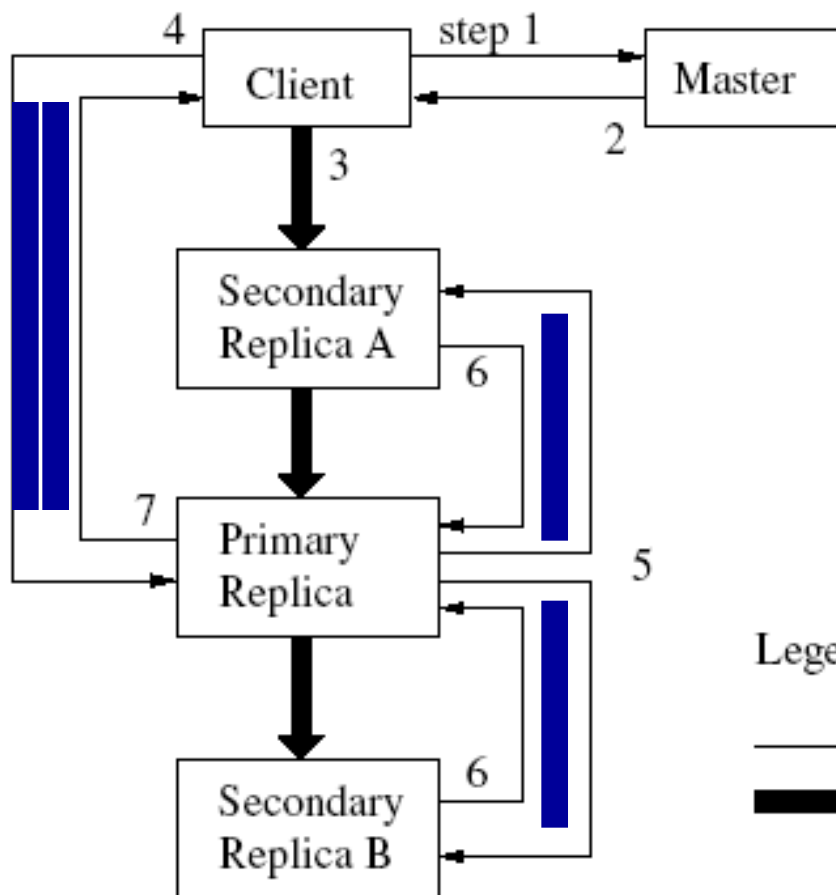 4
step 1
Client
Master
2
3
Secondary
Replica A
6
7
Primary
Replica
5
Lege
6
Secondary
Replica B